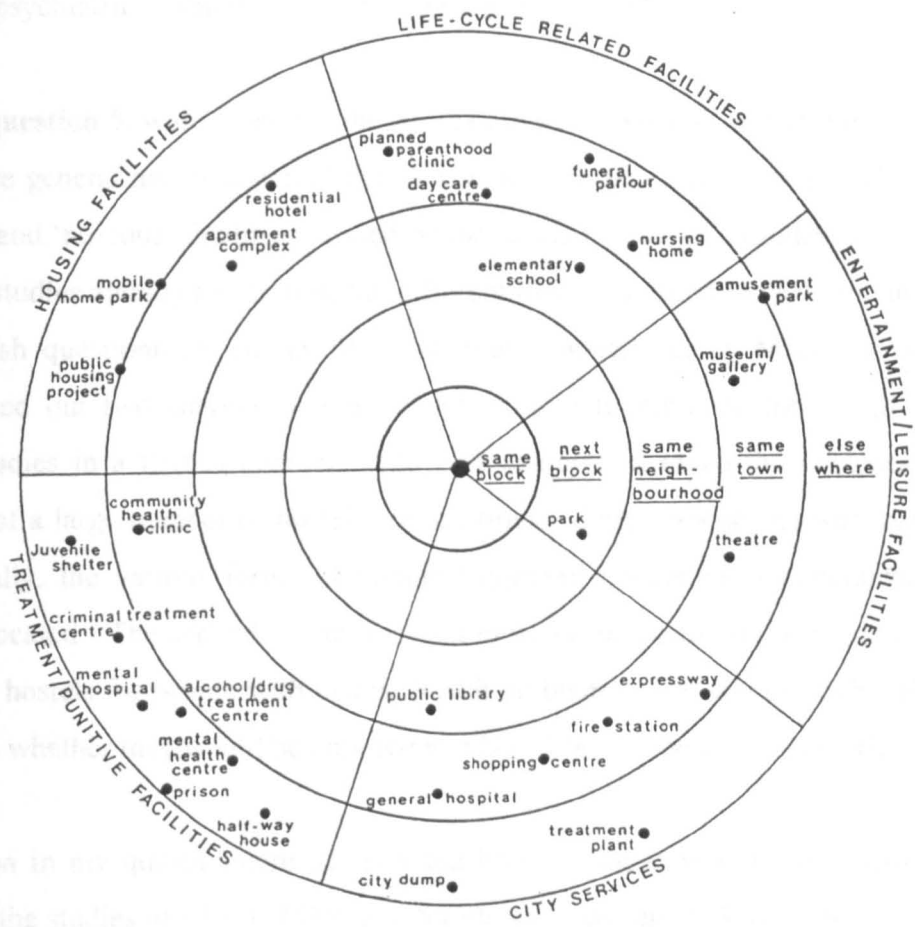 LIFE-CYCLE RELATED FACILITIES
planned
parenthood
clinic
day care
centre
funeral
parlour
nursing
home
elementary
school
HOUSING FACILITIES
residential
hotel
apartment
complex
mobile
home park
public
housing
project
ENTERTAINMENT/LEISURE FACILITIES
amusement
park
museum/
gallery
same
block
next
block
same
neigh-
bourhood
same
town
else
where
park
theatre
TREATMENT/PUNITIVE FACILITIES
community
health
clinic
Juvenile
shelter
criminal treatment
centre
mental
hospital
alcohol/drug
treatment
centre
mental
health
centre
prison
half-way
house
CITY SERVICES
public library
expressway
fire station
shopping centre
general hospital
treatment
plant
city dump